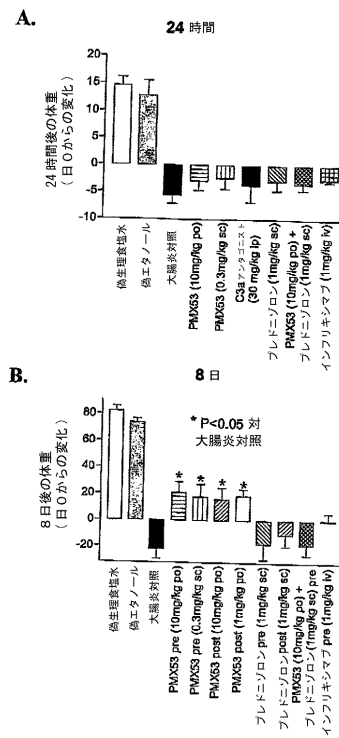 A.
24 時間
24時間後の体重
(日０からの変化)
20
15
10
5
0
-5
-10
偽生理食塩水
偽エタノール
大腸炎対照
PMX53 (10mg/kg po)
PMX53 (0.3mg/kg sc)
C3aアンタゴニスト
(30 mg/kg ip)
プレドニゾロン (1mg/kg sc)
PMX53 (10mg/kg po) +
プレドニゾロン (1mg/kg sc)
インフリキシマブ (1mg/kg iv)
B.
8 日
8日後の体重
(日０からの変化)
80
60
40
20
0
-20
* P<0.05 対
大腸炎対照
* * * *
偽生理食塩水
偽エタノール
大腸炎対照
PMX53 pre (10mg/kg po)
PMX53 pre (0.3mg/kg sc)
PMX53 post (10mg/kg po)
PMX53 post (1mg/kg po)
プレドニゾロン pre (1mg/kg sc)
プレドニゾロン post (1mg/kg sc)
PMX53 (10mg/kg po) +
プレドニゾロン (1mg/kg sc) pre
インフリキシマブ pre (1mg/kg iv)